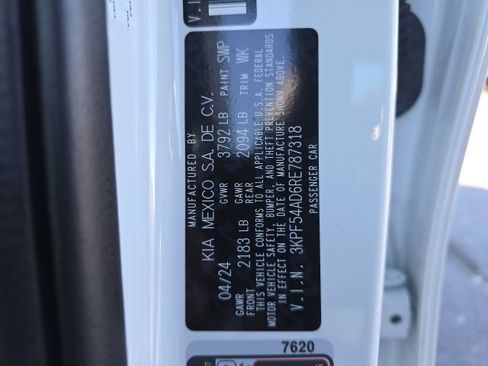 MANUFACTURED BY
KIA MEXICO S.A. DE C.V.
04/24 GVWR 3792 LB PAINT SWP
GAWR FRONT 2183 LB GAWR REAR 2094 LB TRIM WK
THIS VEHICLE CONFORMS TO ALL APPLICABLE U.S.A. FEDERAL
MOTOR VEHICLE SAFETY, BUMPER, AND THEFT PREVENTION STANDARDS
IN EFFECT ON THE DATE OF MANUFACTURE SHOWN ABOVE.
V.I.N. 3KPF54AD6RE787318
PASSENGER CAR
V.I.
7620